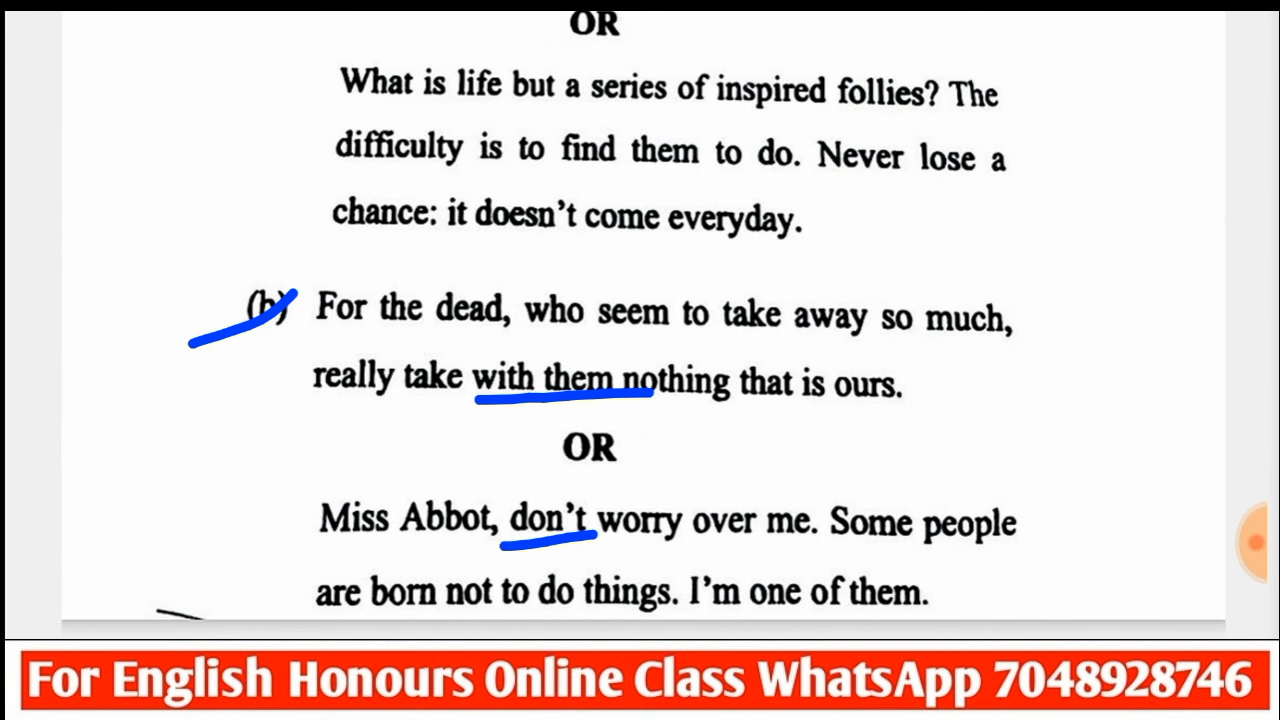 OR
What is life but a series of inspired follies? The
difficulty is to find them to do. Never lose a
chance: it doesn’t come everyday.
(b) For the dead, who seem to take away so much,
really take with them nothing that is ours.
OR
Miss Abbot, don’t worry over me. Some people
are born not to do things. I’m one of them.
For English Honours Online Class WhatsApp 7048928746